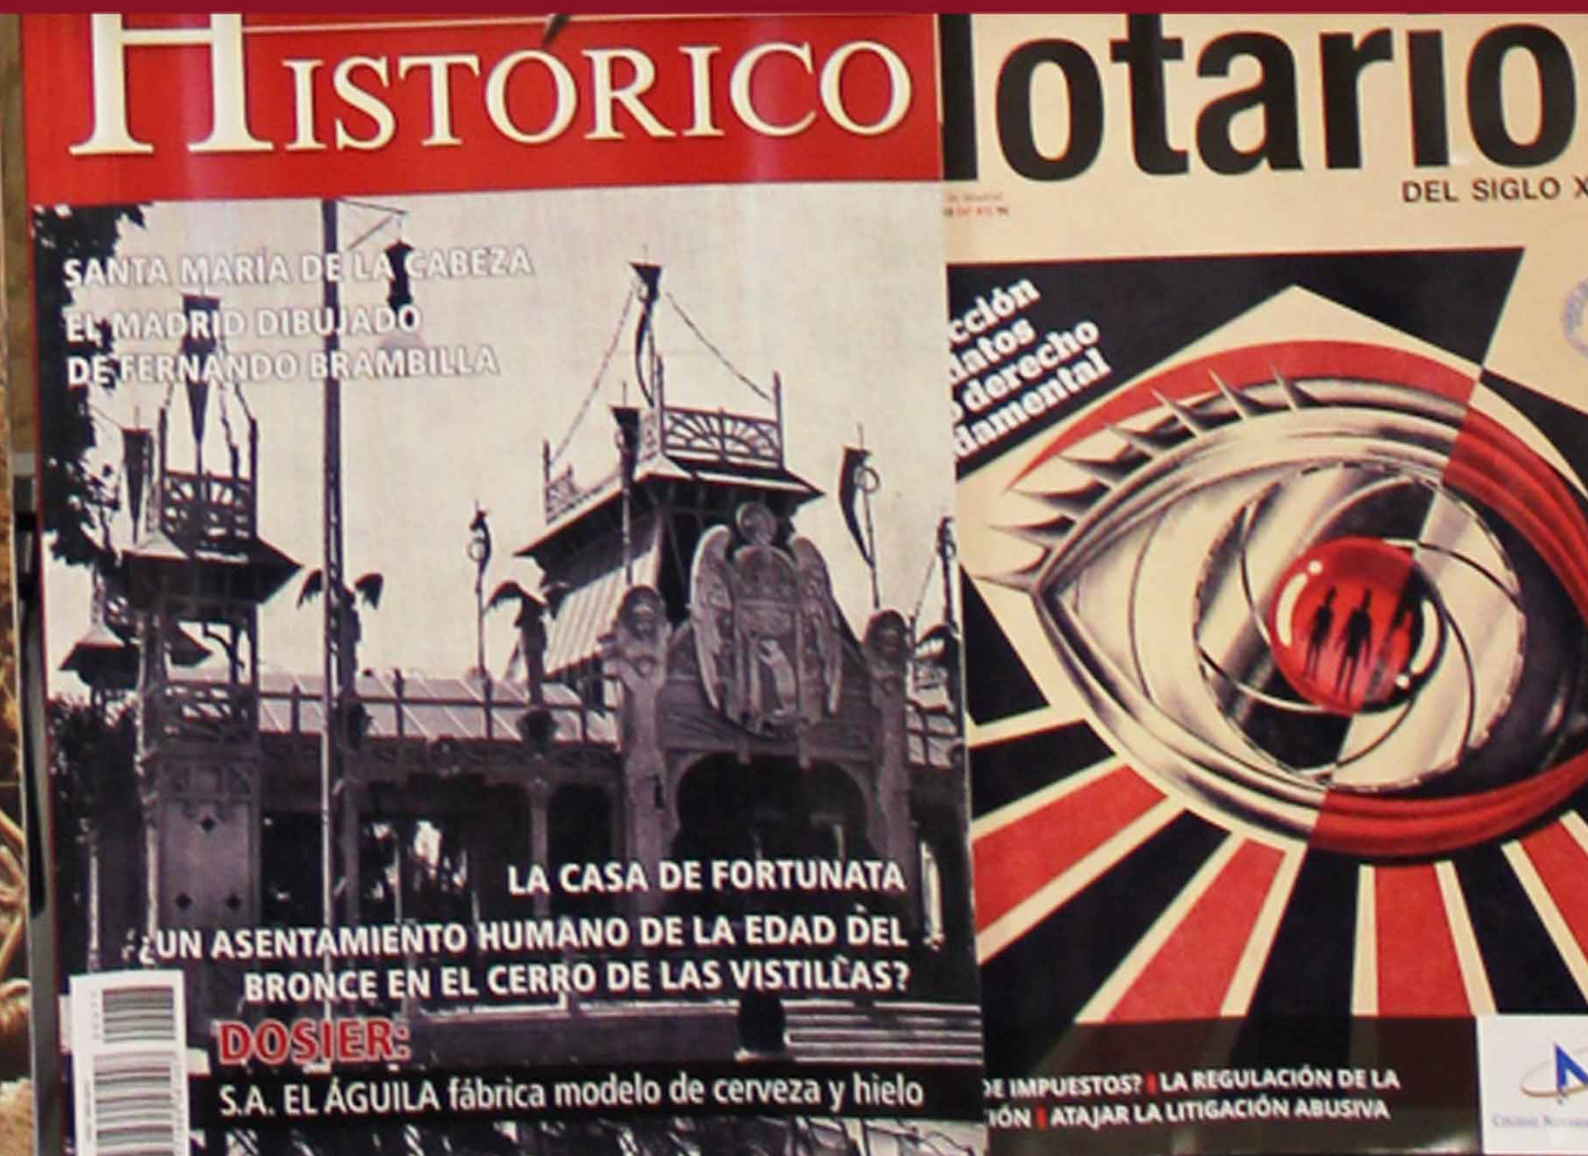 HISTÓRICO
SANTA MARÍA DE LA CABEZA
EL MADRID DIBUJADO
DE FERNANDO BRAMBILLA
LA CASA DE FORTUNATA
¿UN ASENTAMIENTO HUMANO DE LA EDAD DEL
BRONCE EN EL CERRO DE LAS VISTILLAS?
DOSIER:
S.A. EL ÁGUILA fábrica modelo de cerveza y hielo
otario
DEL SIGLO X
cción
datos
derecho
damental
DE IMPUESTOS? | LA REGULACIÓN DE LA
IÓN | ATAJAR LA LITIGACIÓN ABUSIVA
N